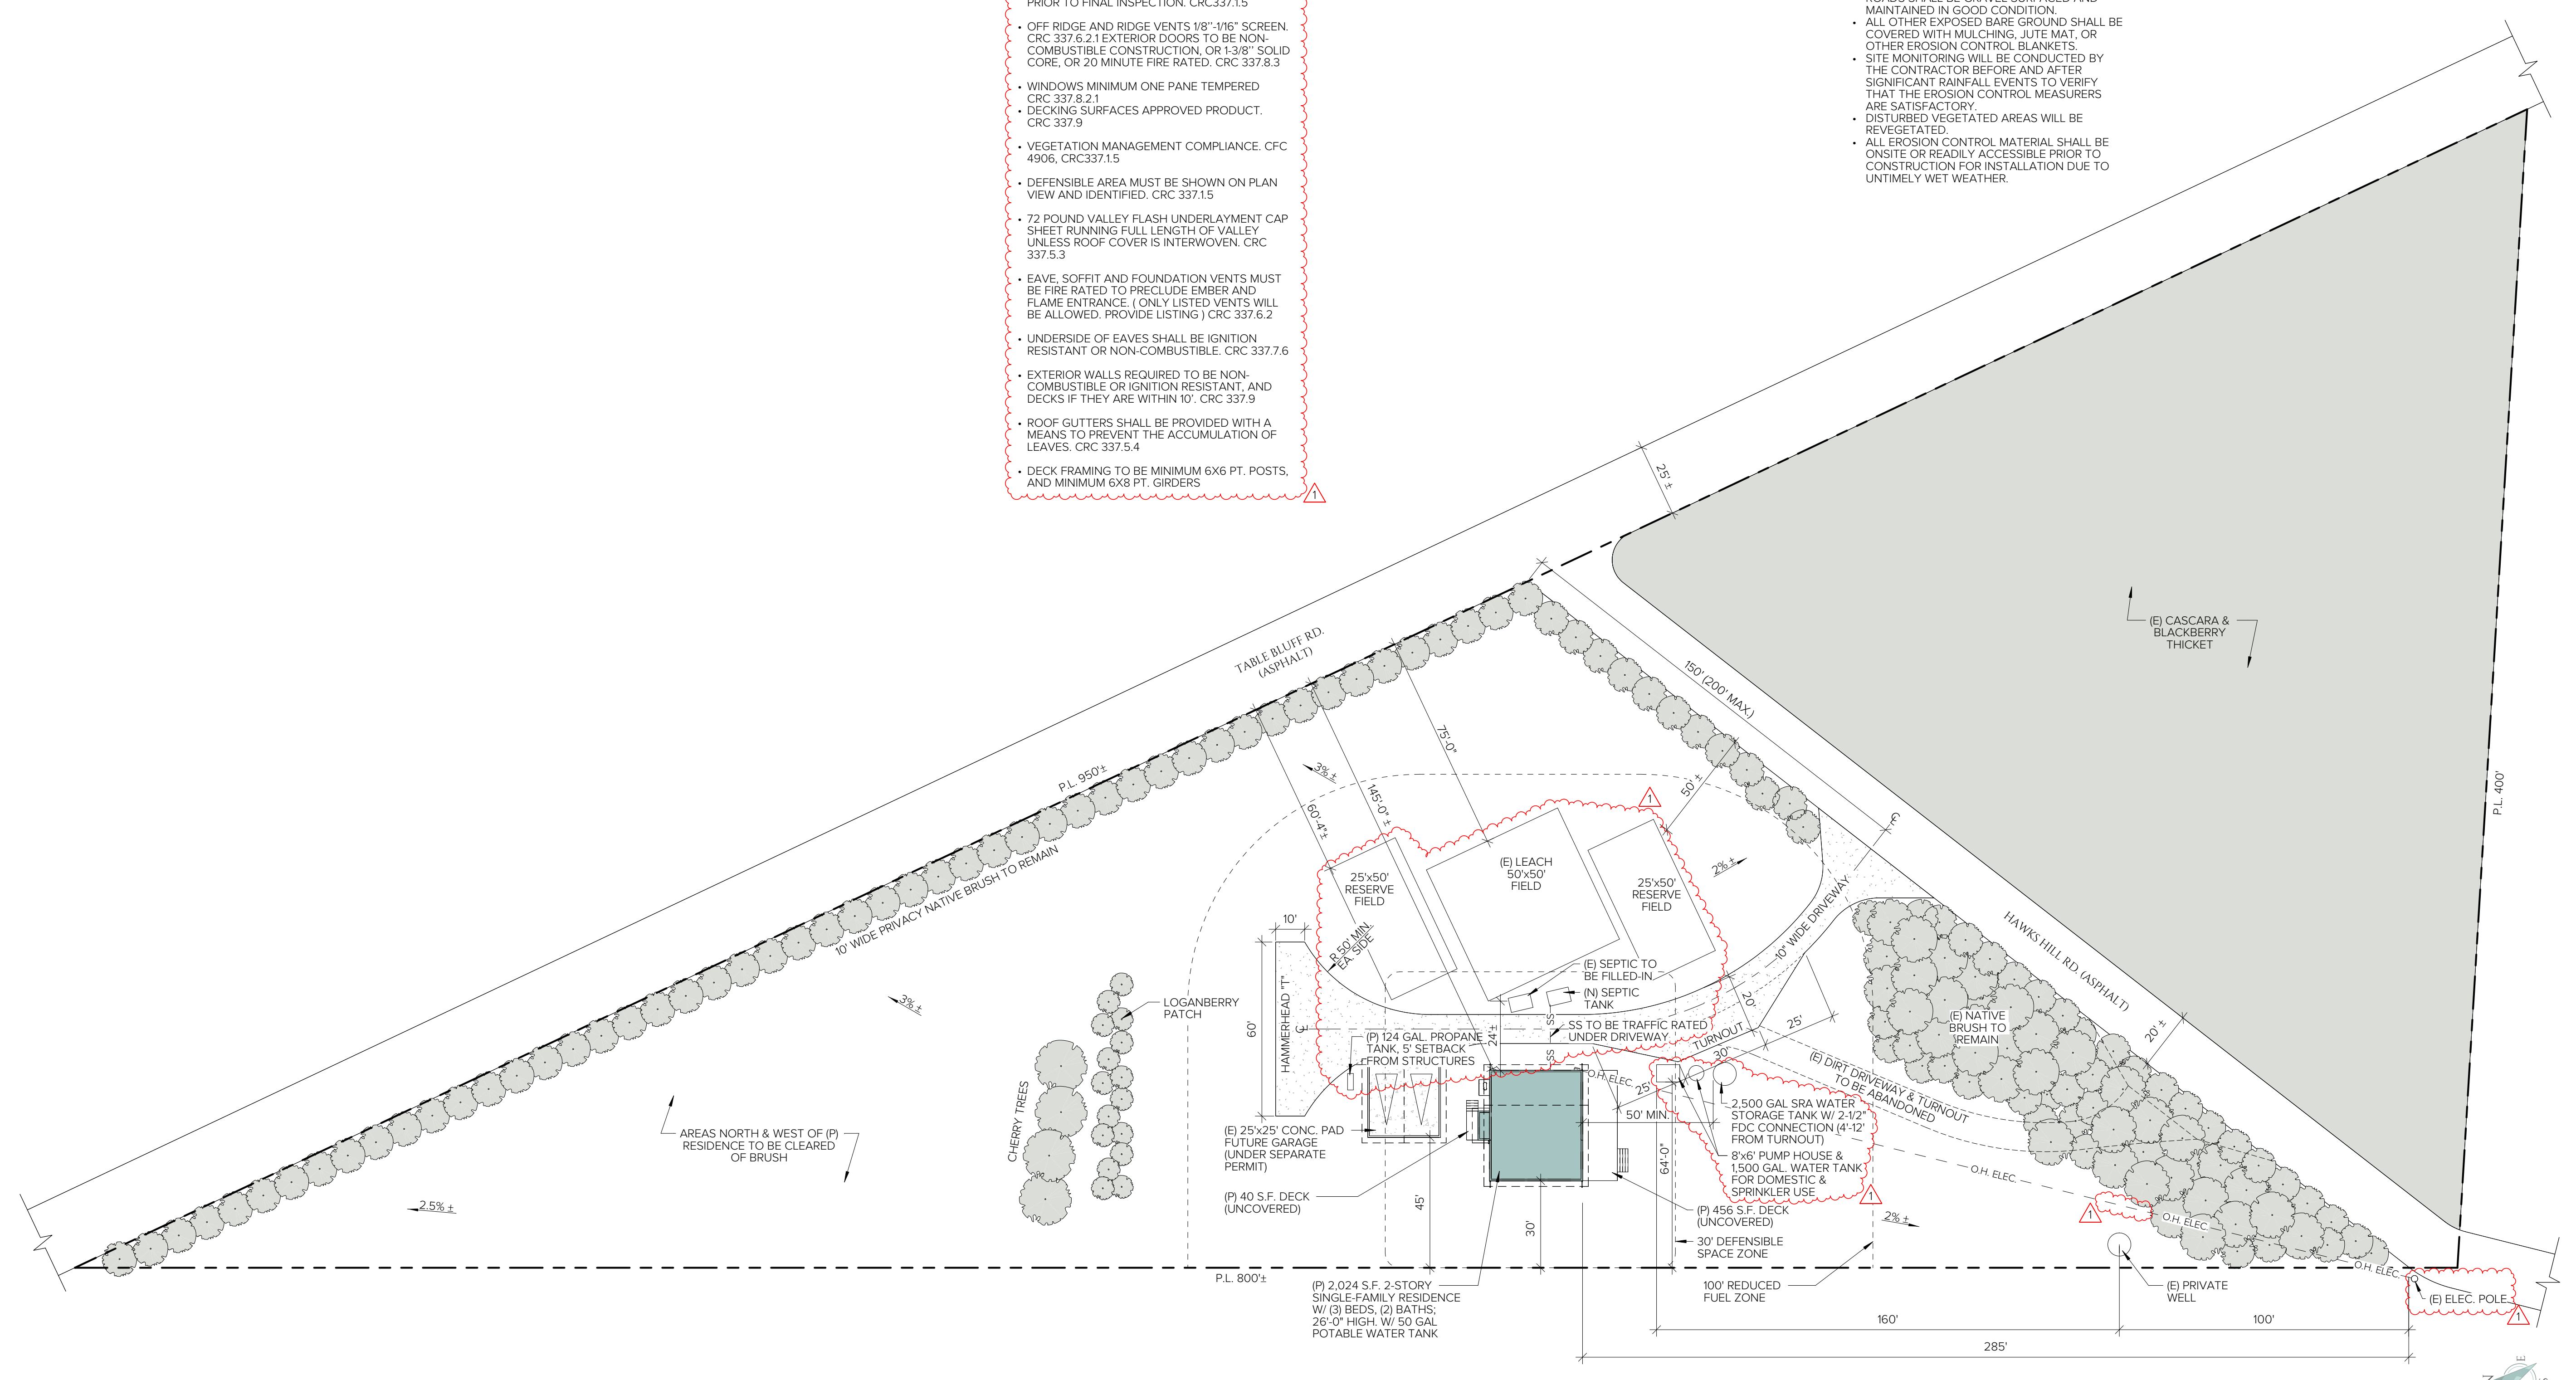 PRIOR TO FINAL INSPECTION. CRC337.1.5
• OFF RIDGE AND RIDGE VENTS 1/8''-1/16" SCREEN.
CRC 337.6.2.1 EXTERIOR DOORS TO BE NON-
COMBUSTIBLE CONSTRUCTION, OR 1-3/8'' SOLID
CORE, OR 20 MINUTE FIRE RATED. CRC 337.8.3
• WINDOWS MINIMUM ONE PANE TEMPERED
CRC 337.8.2.1
• DECKING SURFACES APPROVED PRODUCT.
CRC 337.9
• VEGETATION MANAGEMENT COMPLIANCE. CFC
4906, CRC337.1.5
• DEFENSIBLE AREA MUST BE SHOWN ON PLAN
VIEW AND IDENTIFIED. CRC 337.1.5
• 72 POUND VALLEY FLASH UNDERLAYMENT CAP
SHEET RUNNING FULL LENGTH OF VALLEY
UNLESS ROOF COVER IS INTERWOVEN. CRC
337.5.3
• EAVE, SOFFIT AND FOUNDATION VENTS MUST
BE FIRE RATED TO PRECLUDE EMBER AND
FLAME ENTRANCE. ( ONLY LISTED VENTS WILL
BE ALLOWED. PROVIDE LISTING ) CRC 337.6.2
• UNDERSIDE OF EAVES SHALL BE IGNITION
RESISTANT OR NON-COMBUSTIBLE. CRC 337.7.6
• EXTERIOR WALLS REQUIRED TO BE NON-
COMBUSTIBLE OR IGNITION RESISTANT, AND
DECKS IF THEY ARE WITHIN 10'. CRC 337.9
• ROOF GUTTERS SHALL BE PROVIDED WITH A
MEANS TO PREVENT THE ACCUMULATION OF
LEAVES. CRC 337.5.4
• DECK FRAMING TO BE MINIMUM 6X6 PT. POSTS,
AND MINIMUM 6X8 PT. GIRDERS
1
ROADS SHALL BE GRAVEL SURFACED AND
MAINTAINED IN GOOD CONDITION.
• ALL OTHER EXPOSED BARE GROUND SHALL BE
COVERED WITH MULCHING, JUTE MAT, OR
OTHER EROSION CONTROL BLANKETS.
• SITE MONITORING WILL BE CONDUCTED BY
THE CONTRACTOR BEFORE AND AFTER
SIGNIFICANT RAINFALL EVENTS TO VERIFY
THAT THE EROSION CONTROL MEASURERS
ARE SATISFACTORY.
• DISTURBED VEGETATED AREAS WILL BE
REVEGETATED.
• ALL EROSION CONTROL MATERIAL SHALL BE
ONSITE OR READILY ACCESSIBLE PRIOR TO
CONSTRUCTION FOR INSTALLATION DUE TO
UNTIMELY WET WEATHER.
25' ±
(E) CASCARA &
BLACKBERRY
THICKET
P.L. 400'
TABLE BLUFF RD.
(ASPHALT)
150' (200' MAX.)
P.L. 950'±
10' WIDE PRIVACY NATIVE BRUSH TO REMAIN
75'-0"
3% ±
145'-0" ±
60'-4"±
50' ±
1
(E) LEACH
50'x50'
FIELD
25'x50'
RESERVE
FIELD
25'x50'
RESERVE
FIELD
2% ±
10" WIDE DRIVEWAY
HAWKS HILL RD. (ASPHALT)
10'
R 50' MIN.
EA. SIDE
60'
HAMMERHEAD "T"
(E) SEPTIC TO
BE FILLED-IN
(N) SEPTIC
TANK
SS
SS
SS TO BE TRAFFIC RATED
UNDER DRIVEWAY
24'±
20'
TURNOUT
25'
30'
25'
20' ±
(E) NATIVE
BRUSH TO
REMAIN
(E) DIRT DRIVEWAY & TURNOUT
TO BE ABANDONED
(P) 124 GAL. PROPANE
TANK, 5' SETBACK
FROM STRUCTURES
O.H. ELEC.
50' MIN.
2,500 GAL SRA WATER
STORAGE TANK W/ 2-1/2"
FDC CONNECTION (4'-12'
FROM TURNOUT)
8'x6' PUMP HOUSE &
1,500 GAL. WATER TANK
FOR DOMESTIC &
SPRINKLER USE
1
3% ±
LOGANBERRY
PATCH
CHERRY TREES
AREAS NORTH & WEST OF (P)
RESIDENCE TO BE CLEARED
OF BRUSH
2.5% ±
(E) 25'x25' CONC. PAD
FUTURE GARAGE
(UNDER SEPARATE
PERMIT)
(P) 40 S.F. DECK
(UNCOVERED)
45'
30'
64'-0"
(P) 456 S.F. DECK
(UNCOVERED)
30' DEFENSIBLE
SPACE ZONE
2% ±
O.H. ELEC.
O.H. ELEC.
O.H. ELEC.
1
P.L. 800'±
(P) 2,024 S.F. 2-STORY
SINGLE-FAMILY RESIDENCE
W/ (3) BEDS, (2) BATHS;
26'-0" HIGH. W/ 50 GAL
POTABLE WATER TANK
100' REDUCED
FUEL ZONE
(E) PRIVATE
WELL
(E) ELEC. POLE
1
160'
100'
285'